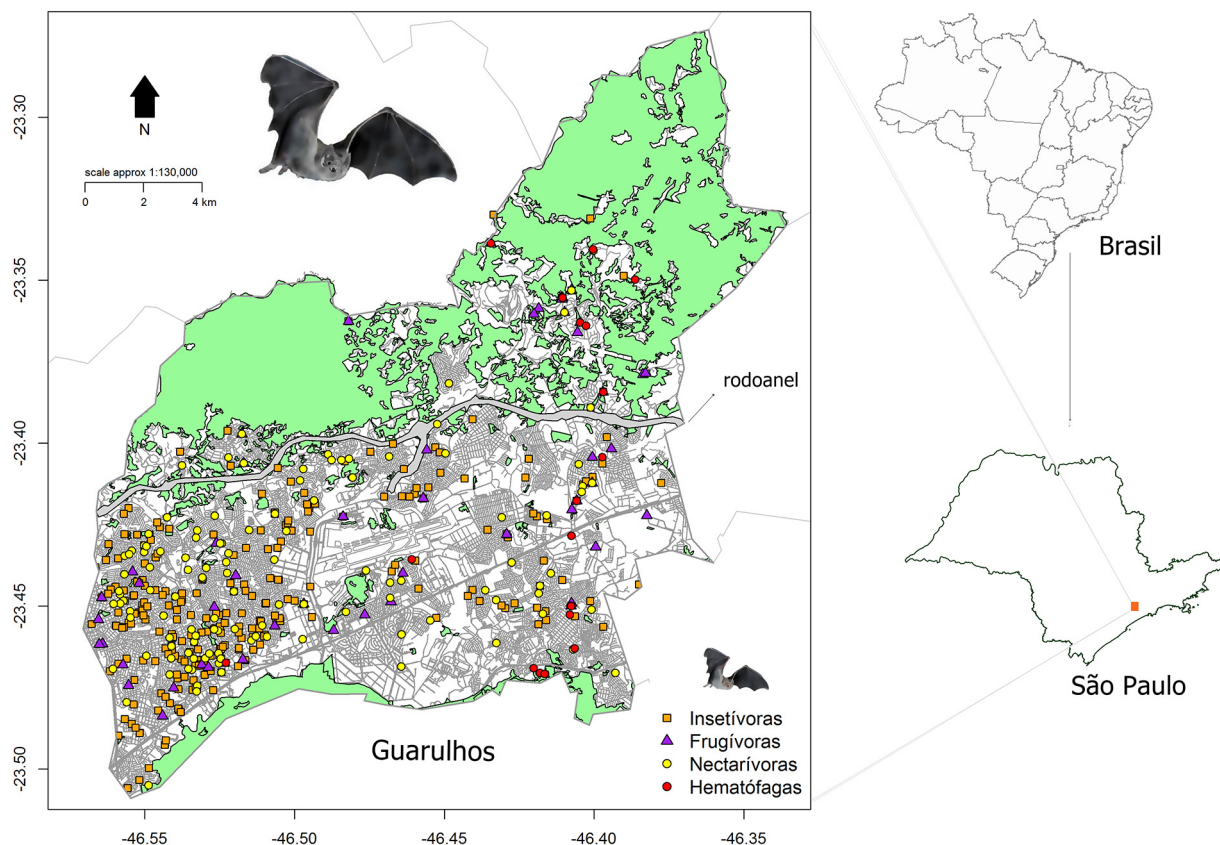 -23.30
-23.35
-23.40
-23.45
-23.50
N
scale approx 1:130,000
0 2 4 km
rodoanel
Guarulhos
Insetívoras
Frugívoras
Nectarívoras
Hematófagas
-46.55 -46.50 -46.45 -46.40 -46.35
Brasil
São Paulo